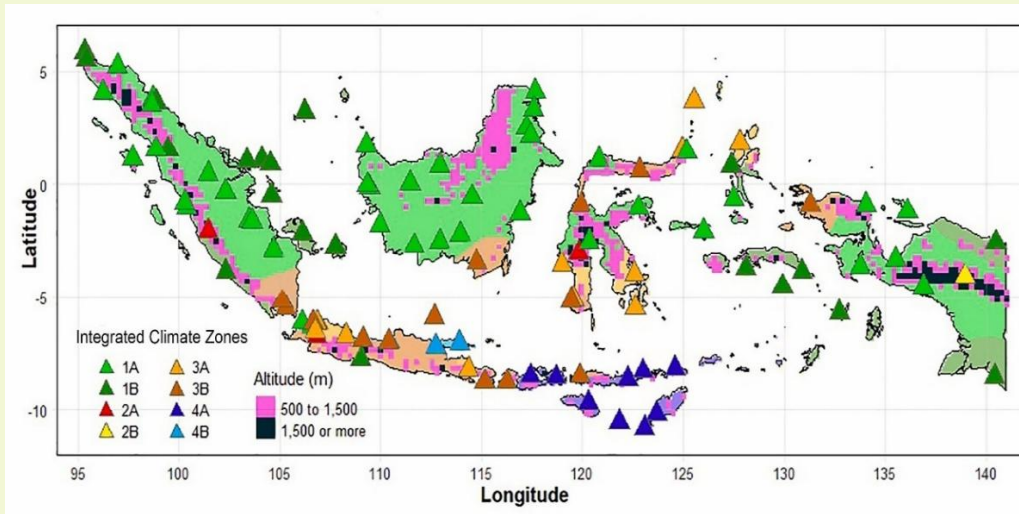 5
0
-5
-10
Latitude
Integrated Climate Zones
1A 3A
1B 3B
2A 4A
2B 4B
Altitude (m)
500 to 1,500
1,500 or more
95 100 105 110 115 120 125 130 135 140
Longitude